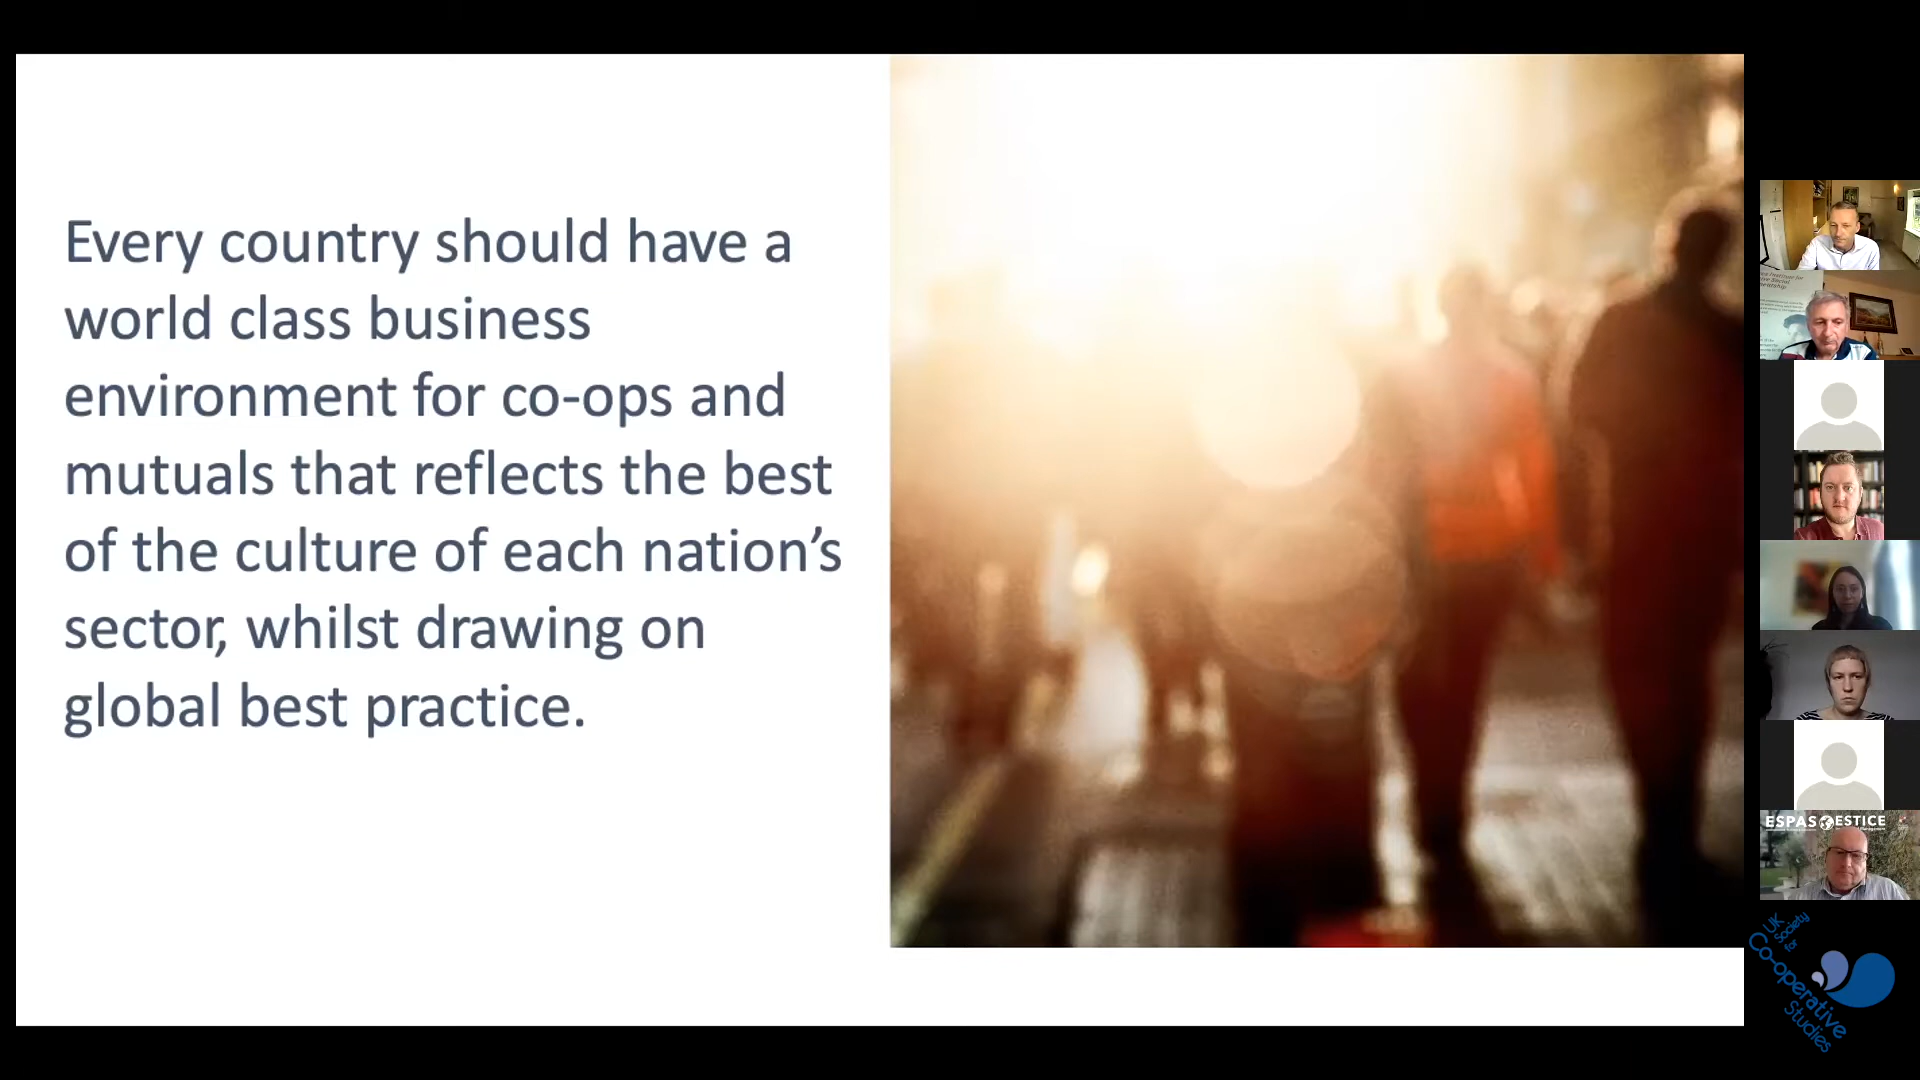 Every country should have a
world class business
environment for co-ops and
mutuals that reflects the best
of the culture of each nation’s
sector, whilst drawing on
global best practice.
ESPAS ESTICE
UK
Society
for
Co-operative
Studies